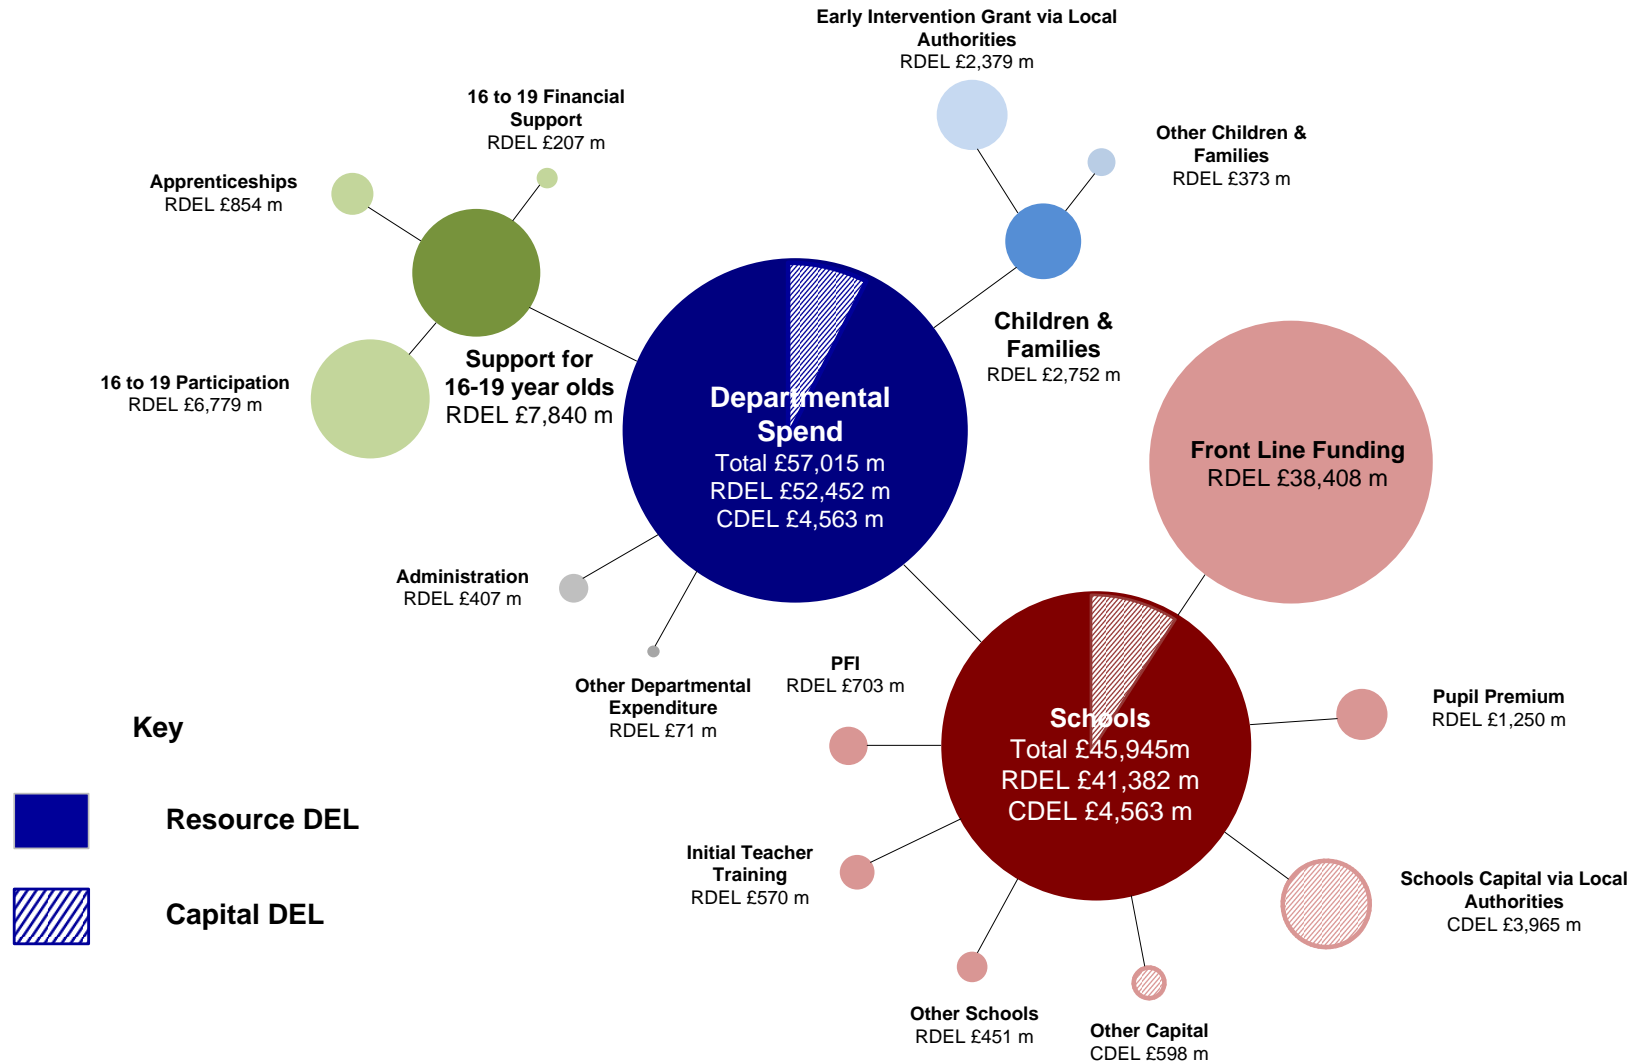 Early Intervention Grant via Local
Authorities
RDEL £2,379 m
16 to 19 Financial
Support
RDEL £207 m
Other Children &
Families
RDEL £373 m
Apprenticeships
RDEL £854 m
Children &
Families
RDEL £2,752 m
Support for
16-19 year olds
RDEL £7,840 m
16 to 19 Participation
RDEL £6,779 m
Departmental
Spend
Total £57,015 m
RDEL £52,452 m
CDEL £4,563 m
Front Line Funding
RDEL £38,408 m
Administration
RDEL £407 m
Other Departmental
Expenditure
RDEL £71 m
PFI
RDEL £703 m
Schools
Total £45,945m
RDEL £41,382 m
CDEL £4,563 m
Pupil Premium
RDEL £1,250 m
Key
Resource DEL
Capital DEL
Initial Teacher
Training
RDEL £570 m
Schools Capital via Local
Authorities
CDEL £3,965 m
Other Schools
RDEL £451 m
Other Capital
CDEL £598 m